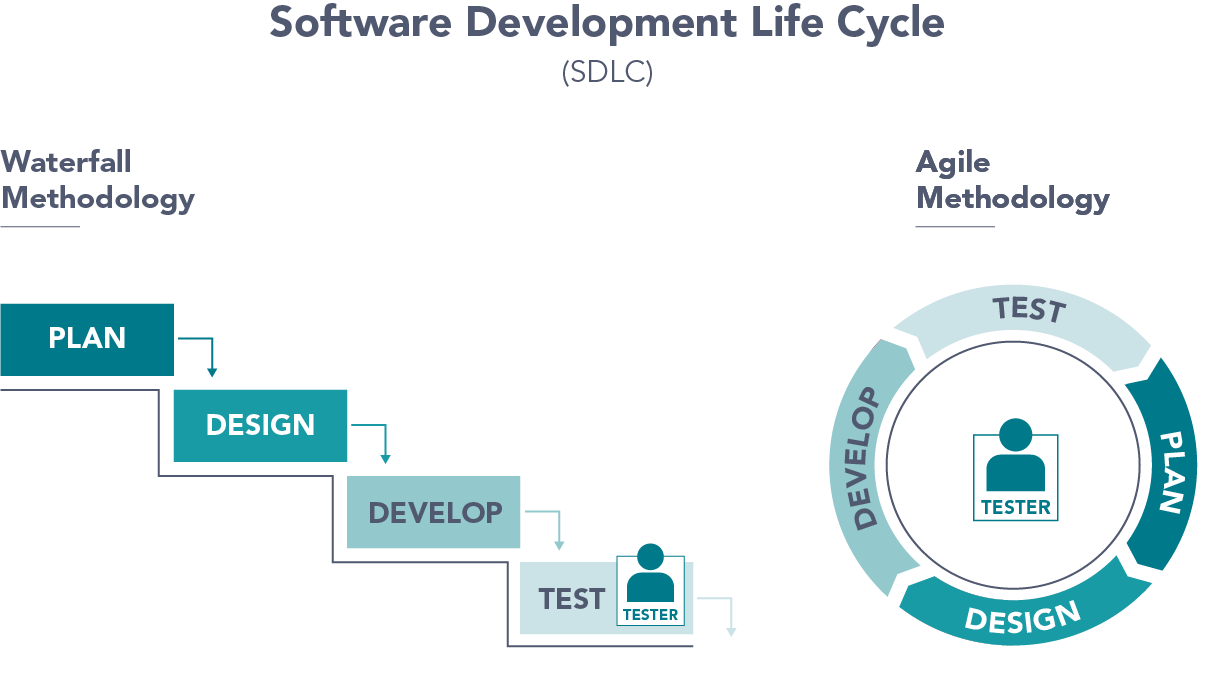 Software Development Life Cycle
(SDLC)
Waterfall
Methodology
PLAN
DESIGN
DEVELOP
TEST
TESTER
Agile
Methodology
TEST
PLAN
DESIGN
DEVELOP
TESTER